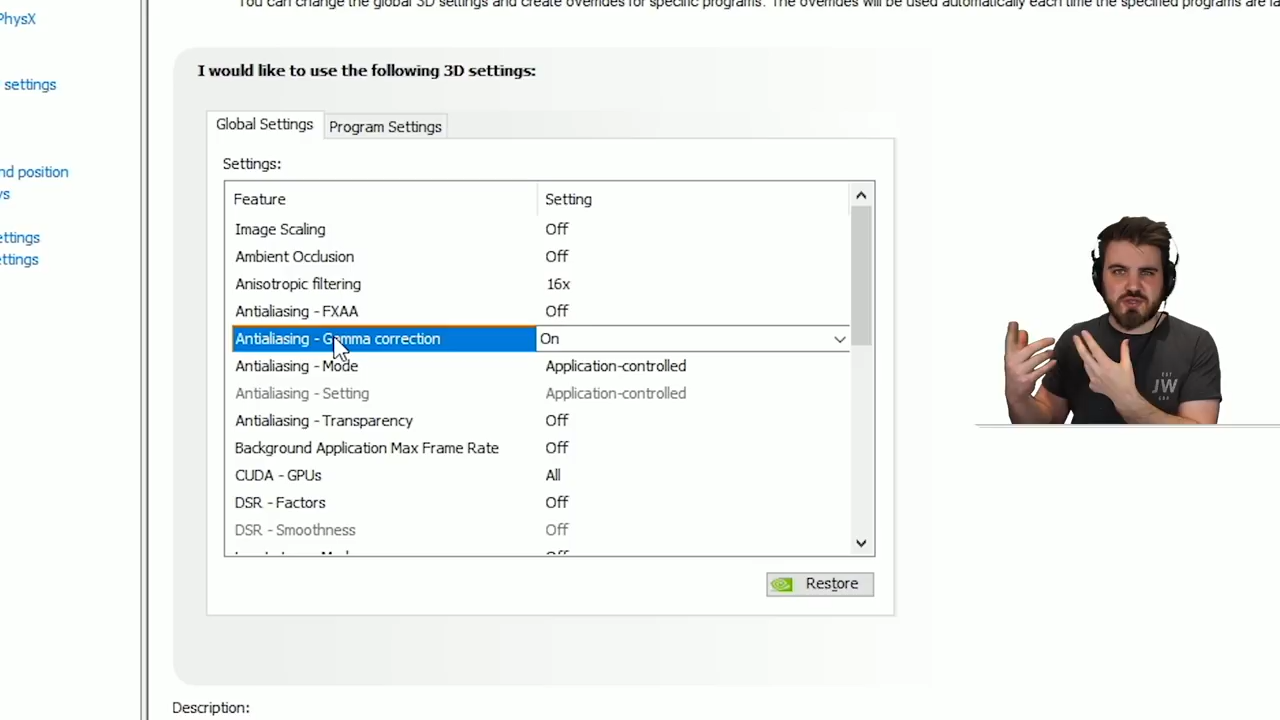 You can change the global 3D settings and create overrides for specific programs. The overrides will be used automatically each time the specified programs are la
PhysX
I would like to use the following 3D settings:
settings
Global Settings
Program Settings
Settings:
nd position
ys
Feature Setting
Image Scaling Off
ettings
Ambient Occlusion Off
ettings
Anisotropic filtering 16x
Antialiasing - FXAA Off
Antialiasing - Gamma correction On
Antialiasing - Mode Application-controlled
Antialiasing - Setting Application-controlled
Antialiasing - Transparency Off
Background Application Max Frame Rate Off
CUDA - GPUs All
DSR - Factors Off
DSR - Smoothness Off
Restore
Description:
JW